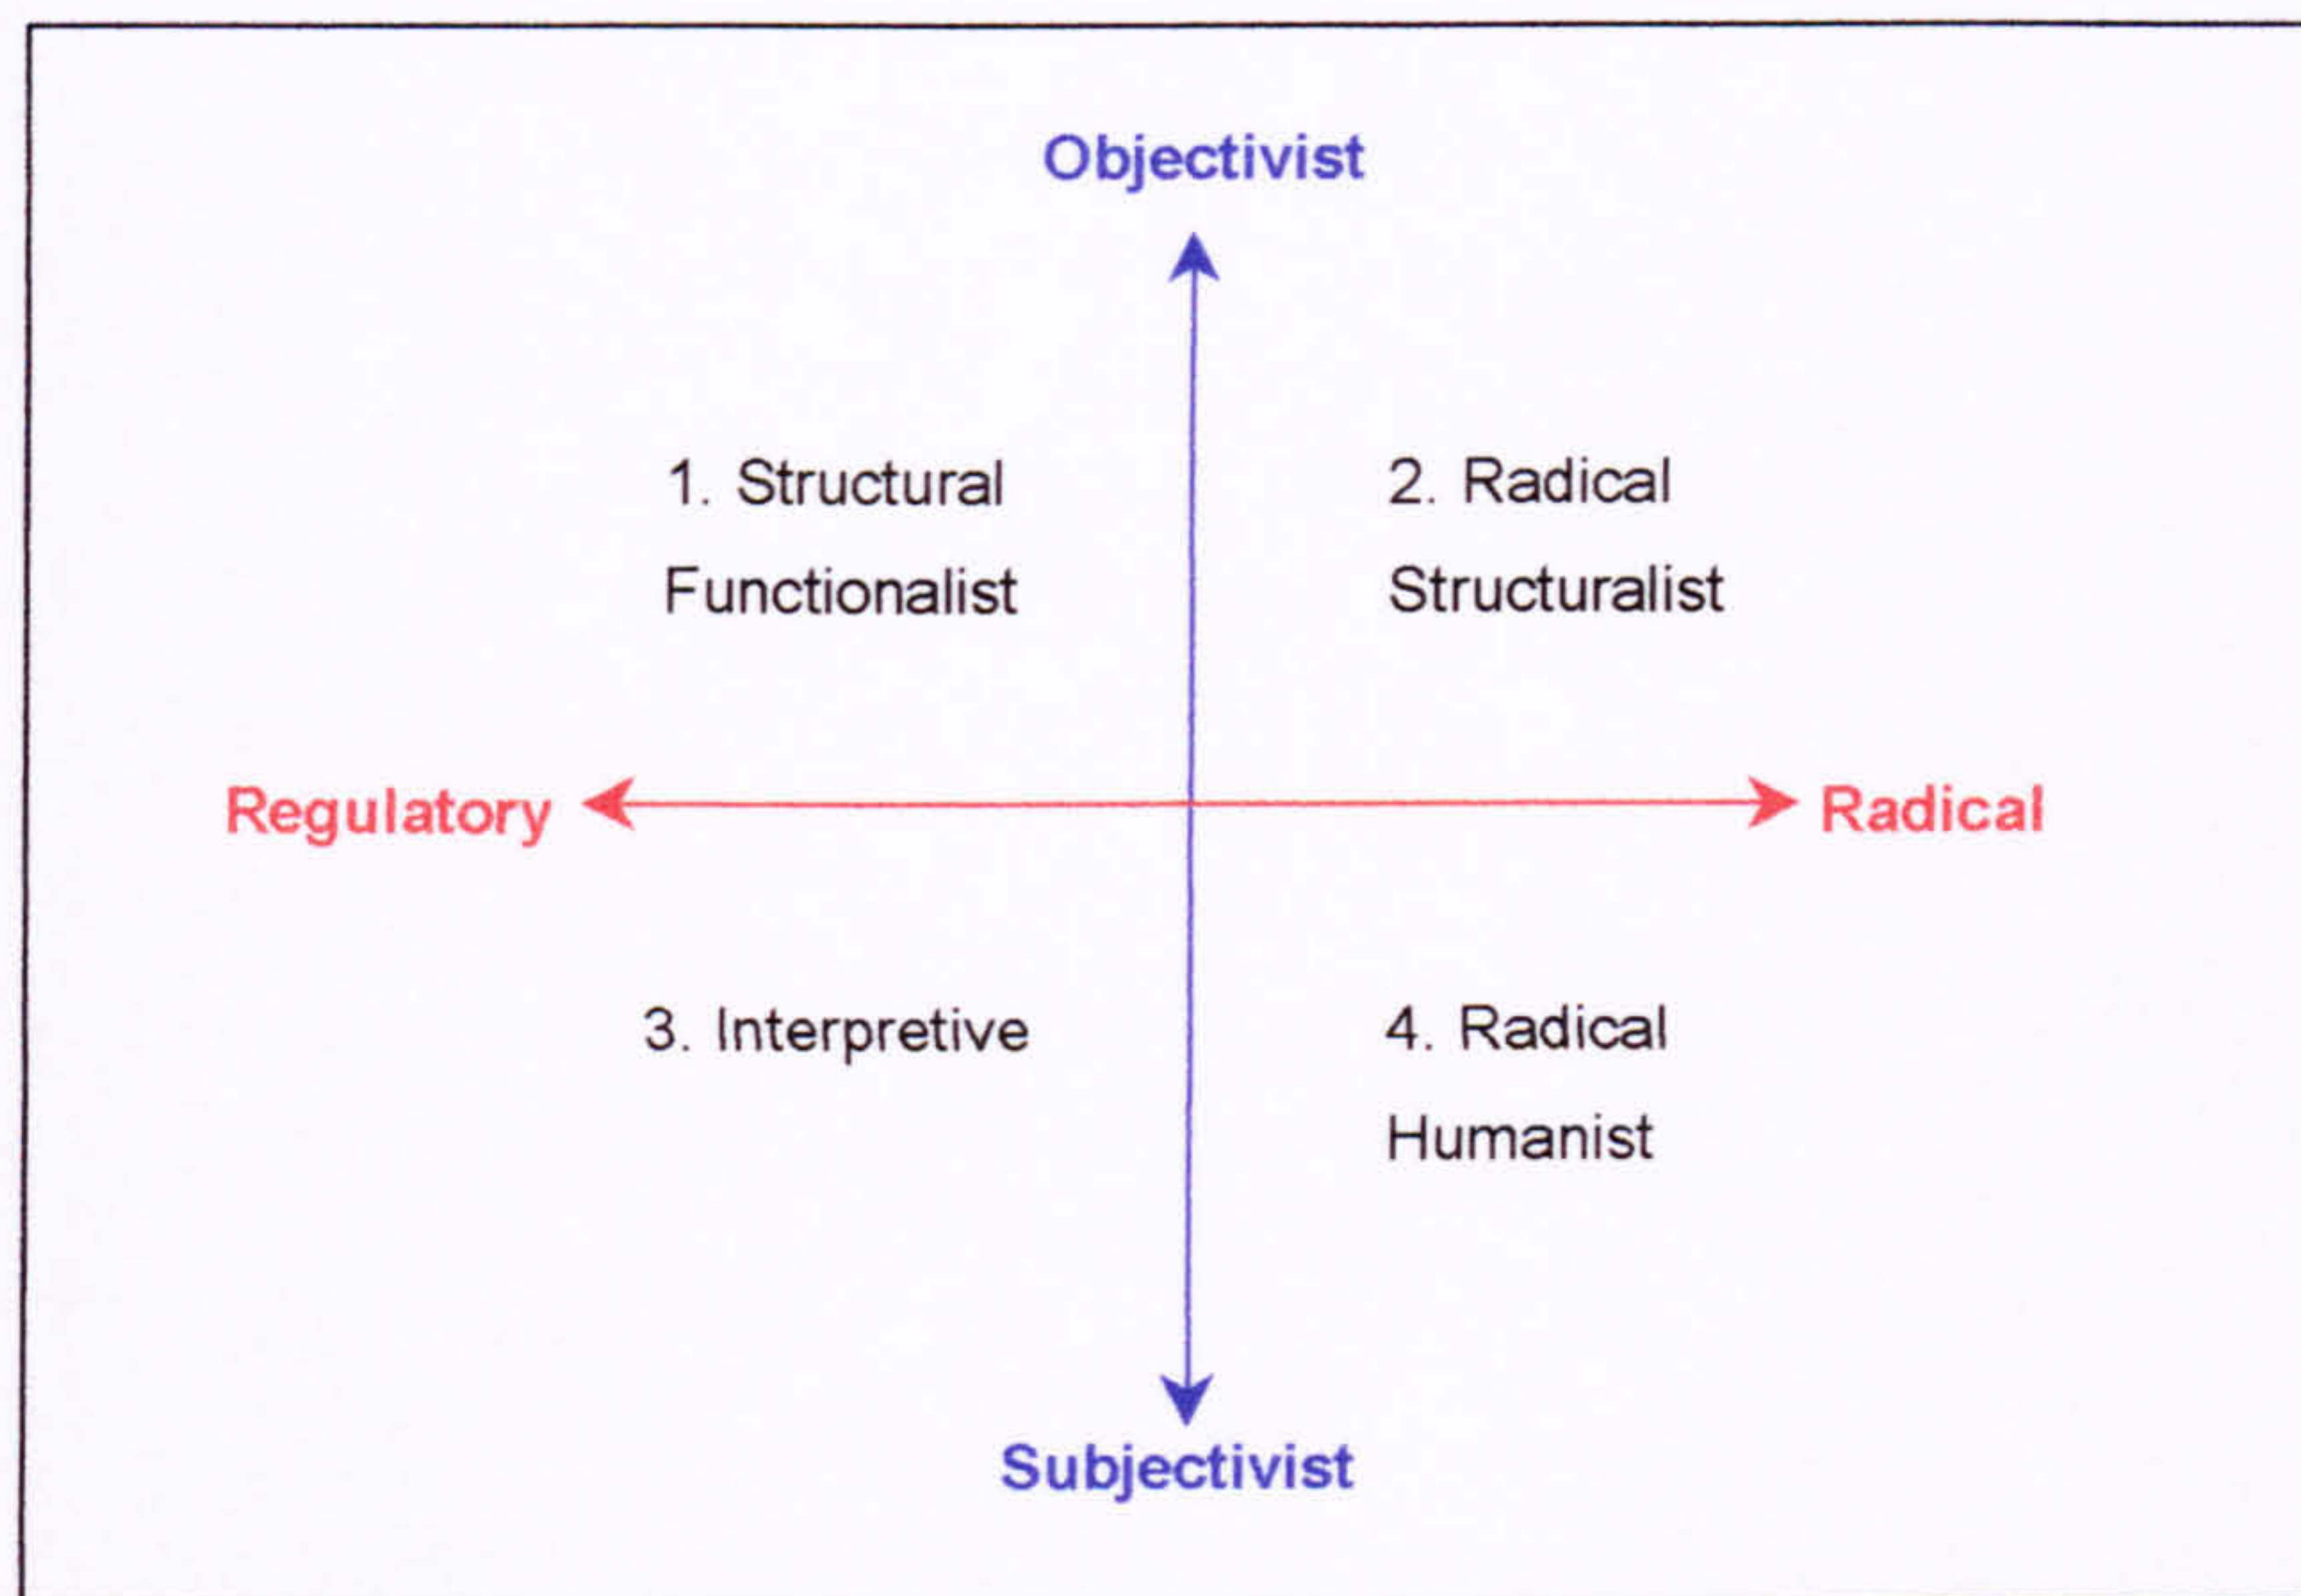 Objectivist
1. Structural
Functionalist
2. Radical
Structuralist
Regulatory
Radical
3. Interpretive
4. Radical
Humanist
Subjectivist